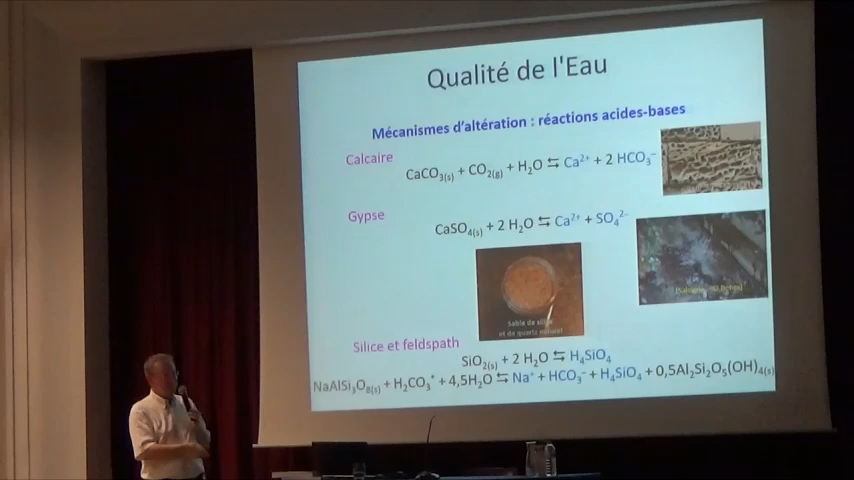 Qualité de l'Eau
Mécanismes d'altération : réactions acides-bases
Calcaire
CaCO₃₍ₛ₎ + CO₂₍g₎ + H₂O ⇆ Ca²⁺ + 2 HCO₃⁻
Gypse
CaSO₄₍ₛ₎ + 2 H₂O ⇆ Ca²⁺ + SO₄²⁻
Sable de silice
et de quartz naturel
Silice et feldspath
SiO₂₍ₛ₎ + 2 H₂O ⇆ H₄SiO₄
NaAlSi₃O₈₍ₛ₎ + H₂CO₃* + 4,5H₂O ⇆ Na⁺ + HCO₃⁻ + H₄SiO₄ + 0,5Al₂Si₂O₅(OH)₄₍ₛ₎